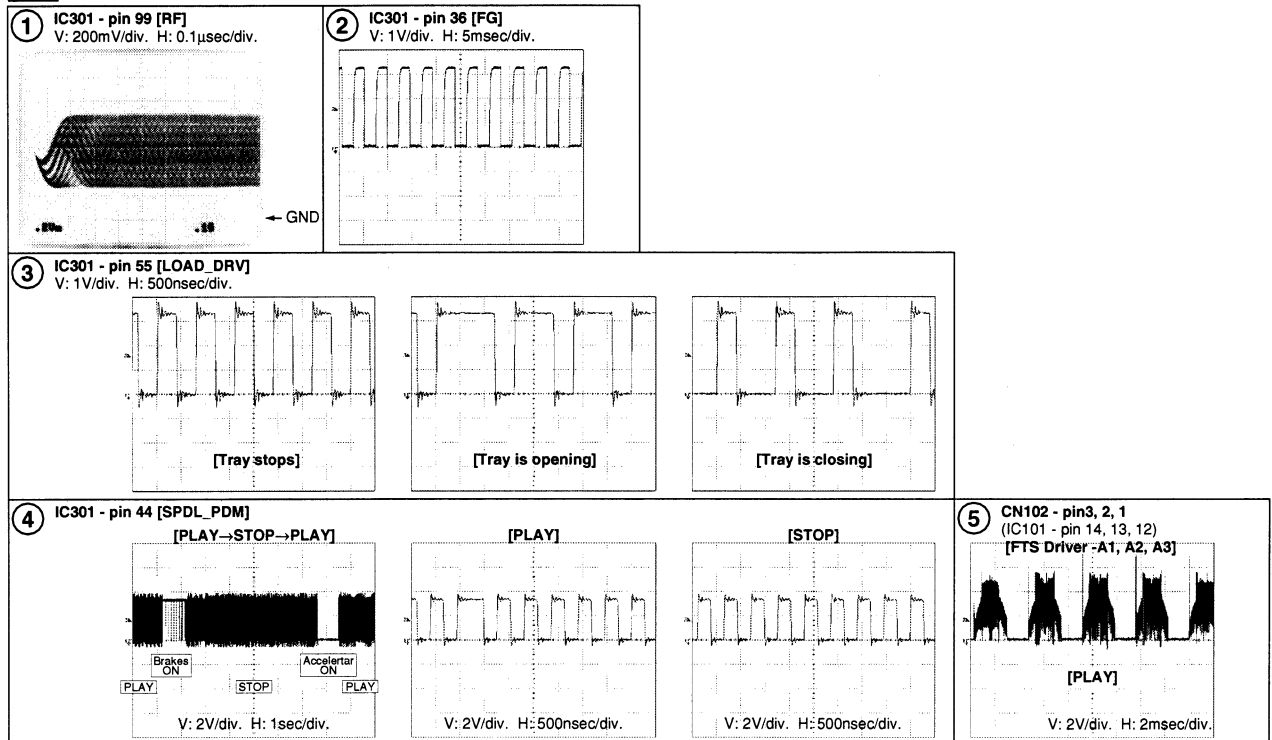 1 IC301 - pin 99 [RF]
V: 200mV/div. H: 0.1µsec/div.
← GND
2 IC301 - pin 36 [FG]
V: 1V/div. H: 5msec/div.
3 IC301 - pin 55 [LOAD_DRV]
V: 1V/div. H: 500nsec/div.
[Tray stops]
[Tray is opening]
[Tray is closing]
4 IC301 - pin 44 [SPDL_PDM]
[PLAY→STOP→PLAY]
Brakes
ON
Accelertar
ON
PLAY
STOP
PLAY
V: 2V/div. H: 1sec/div.
[PLAY]
V: 2V/div. H: 500nsec/div.
[STOP]
V: 2V/div. H: 500nsec/div.
5 CN102 - pin3, 2, 1
(IC101 - pin 14, 13, 12)
[FTS Driver -A1, A2, A3]
[PLAY]
V: 2V/div. H: 2msec/div.